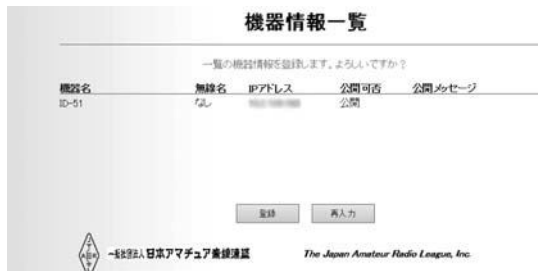 機器情報一覧
一覧の機器情報を登録します。よろしいですか？
機器名 無線名 IPアドレス 公開可否 公開メッセージ
ID-51 なし 公開
登録 再入力
一般社団法人日本アマチュア無線連盟 The Japan Amateur Radio League, Inc.